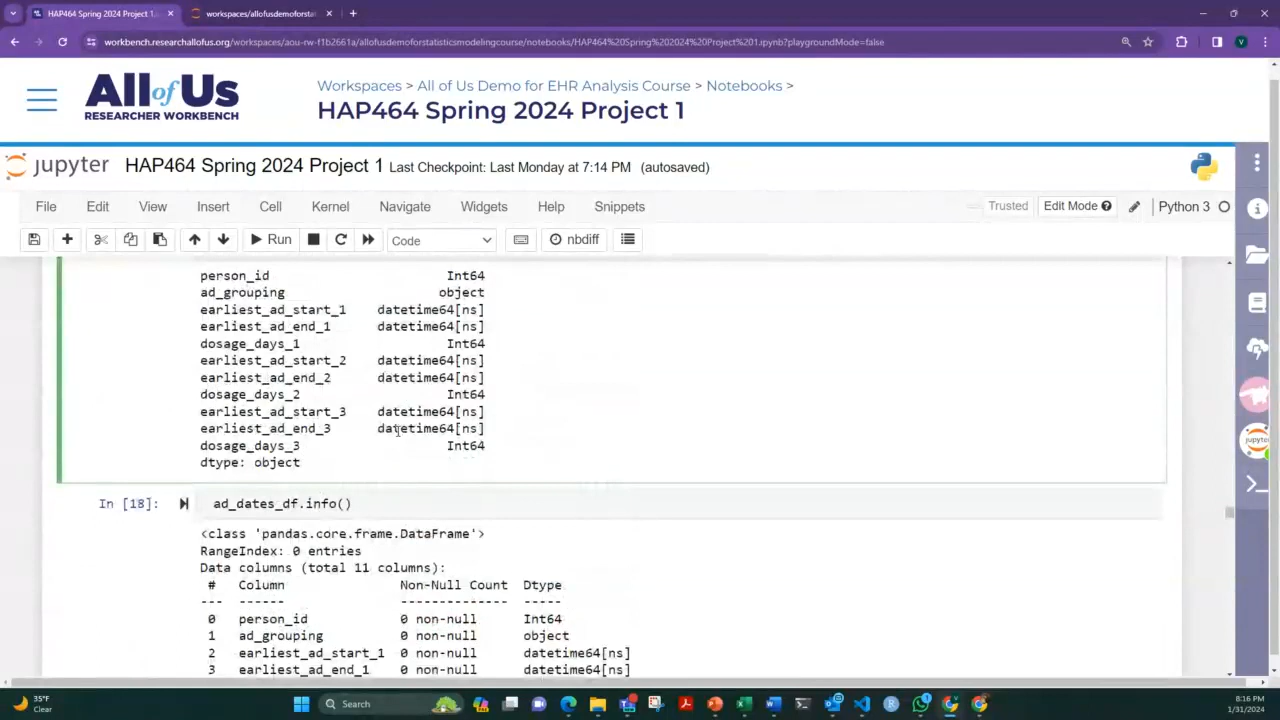 HAP464 Spring 2024 Project 1.
workspaces/allofusdemoforstat
workbench.researchallofus.org/workspaces/aou-rw-f1b2661a/allofusdemoforstatisticsmodelingcourse/notebooks/HAP464%20Spring%202024%20Project%201.ipynb?playgroundMode=false
All of Us
RESEARCHER WORKBENCH
Workspaces > All of Us Demo for EHR Analysis Course > Notebooks >
HAP464 Spring 2024 Project 1
jupyter HAP464 Spring 2024 Project 1 Last Checkpoint: Last Monday at 7:14 PM (autosaved)
File Edit View Insert Cell Kernel Navigate Widgets Help Snippets Trusted Edit Mode Python 3
Run Code nbdiff
person_id Int64
ad_grouping object
earliest_ad_start_1 datetime64[ns]
earliest_ad_end_1 datetime64[ns]
dosage_days_1 Int64
earliest_ad_start_2 datetime64[ns]
earliest_ad_end_2 datetime64[ns]
dosage_days_2 Int64
earliest_ad_start_3 datetime64[ns]
earliest_ad_end_3 datetime64[ns]
dosage_days_3 Int64
dtype: object
In [18]: ad_dates_df.info()
<class 'pandas.core.frame.DataFrame'>
RangeIndex: 0 entries
Data columns (total 11 columns):
# Column Non-Null Count Dtype
--- ------ -------------- -----
0 person_id 0 non-null Int64
1 ad_grouping 0 non-null object
2 earliest_ad_start_1 0 non-null datetime64[ns]
3 earliest_ad_end_1 0 non-null datetime64[ns]
jupyter
35°F
Clear
Search
8:16 PM
1/31/2024